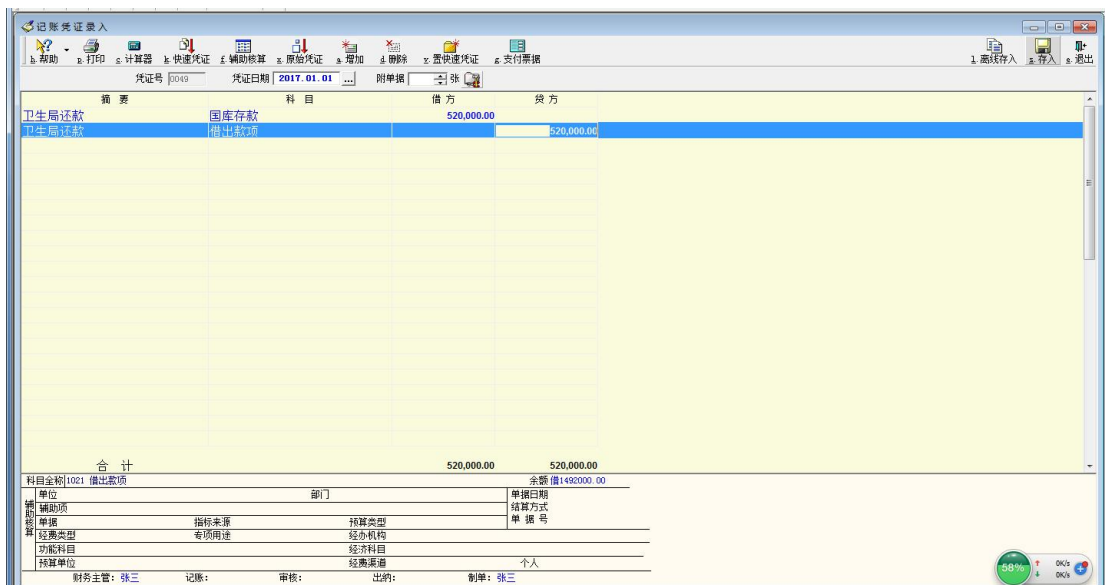 记账凭证录入
h.帮助 p.打印 c.计算器 k.快速凭证 f.辅助核算 x.原始凭证 a.增加 d.删除 z.置快速凭证 g.支付票据 l.离线存入 s.存入 e.退出
凭证号 0049 凭证日期 2017.01.01 ... 附单据 张
摘 要 科 目 借 方 贷 方
卫生局还款 国库存款 520,000.00
卫生局还款 借出款项 520,000.00
合 计 520,000.00 520,000.00
科目全称 1021 借出款项 余额 借1492000.00
辅助核算
单位 部门 单据日期
辅助项 结算方式
单据 指标来源 预算类型 单 据 号
经费类型 专项用途 经办机构
功能科目 经济科目
预算单位 经费渠道 个人
财务主管: 张三 记账: 审核: 出纳: 制单: 张三
58% 0K/s
0K/s